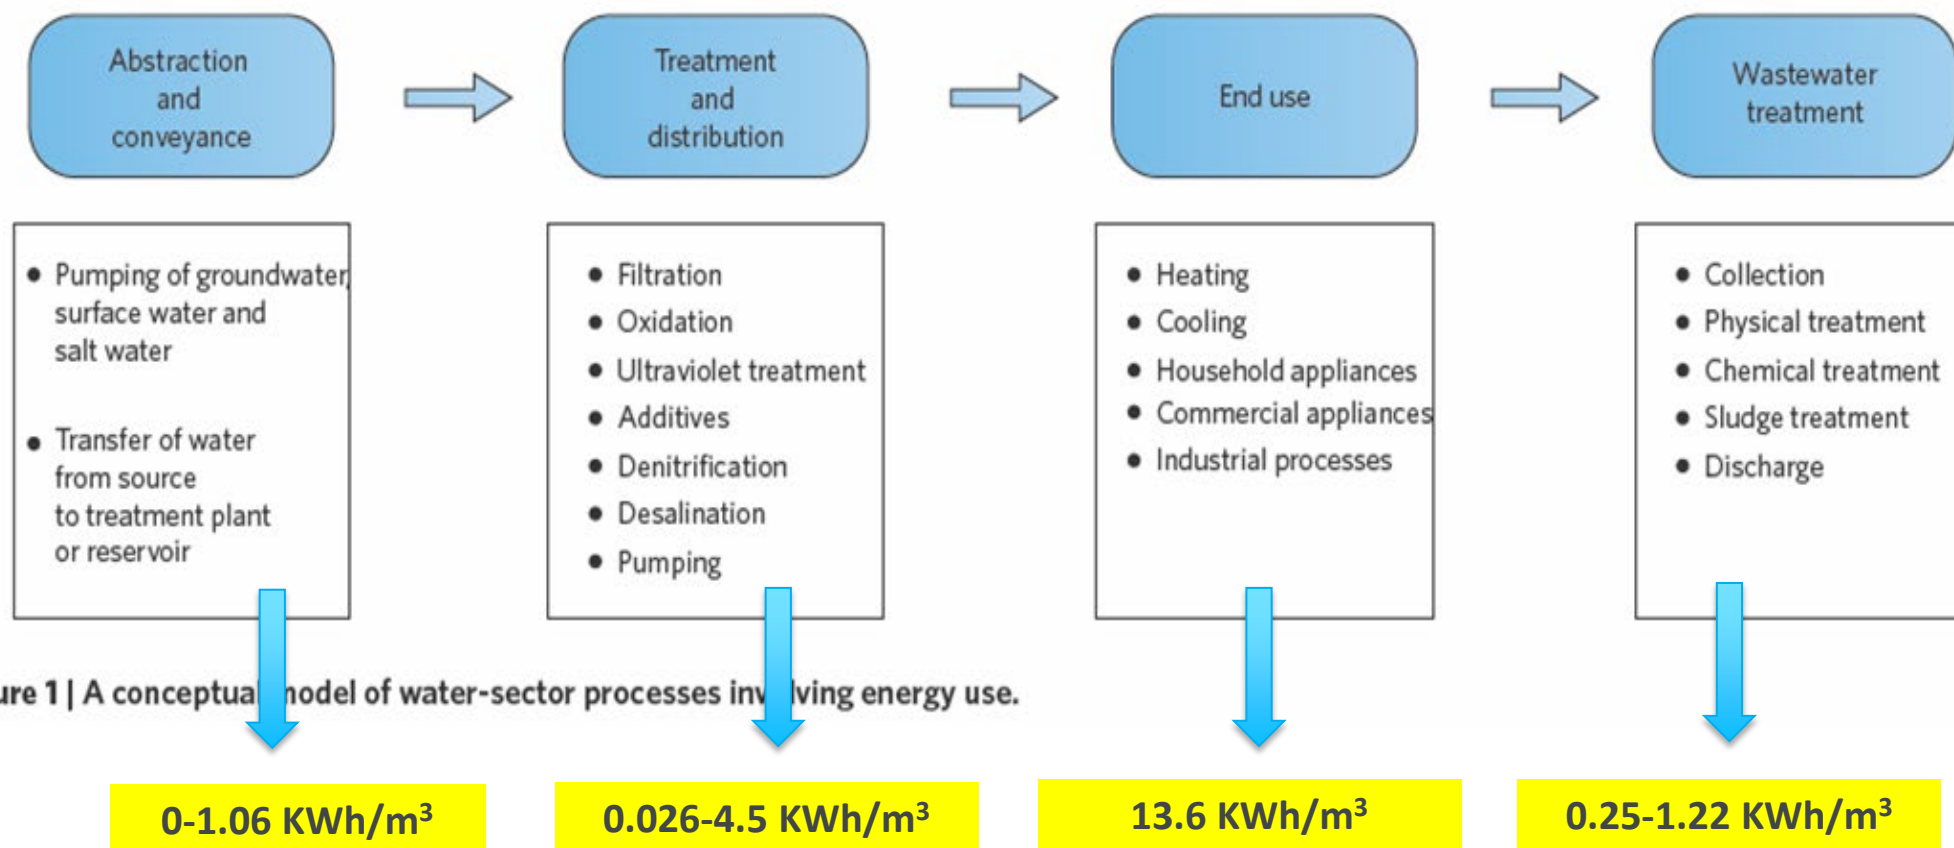 Abstraction
and
conveyance
Treatment
and
distribution
End use
Wastewater
treatment
● Pumping of groundwater,
surface water and
salt water
● Transfer of water
from source
to treatment plant
or reservoir
● Filtration
● Oxidation
● Ultraviolet treatment
● Additives
● Denitrification
● Desalination
● Pumping
● Heating
● Cooling
● Household appliances
● Commercial appliances
● Industrial processes
● Collection
● Physical treatment
● Chemical treatment
● Sludge treatment
● Discharge
ure 1 | A conceptual model of water-sector processes involving energy use.
0-1.06 KWh/m³
0.026-4.5 KWh/m³
13.6 KWh/m³
0.25-1.22 KWh/m³